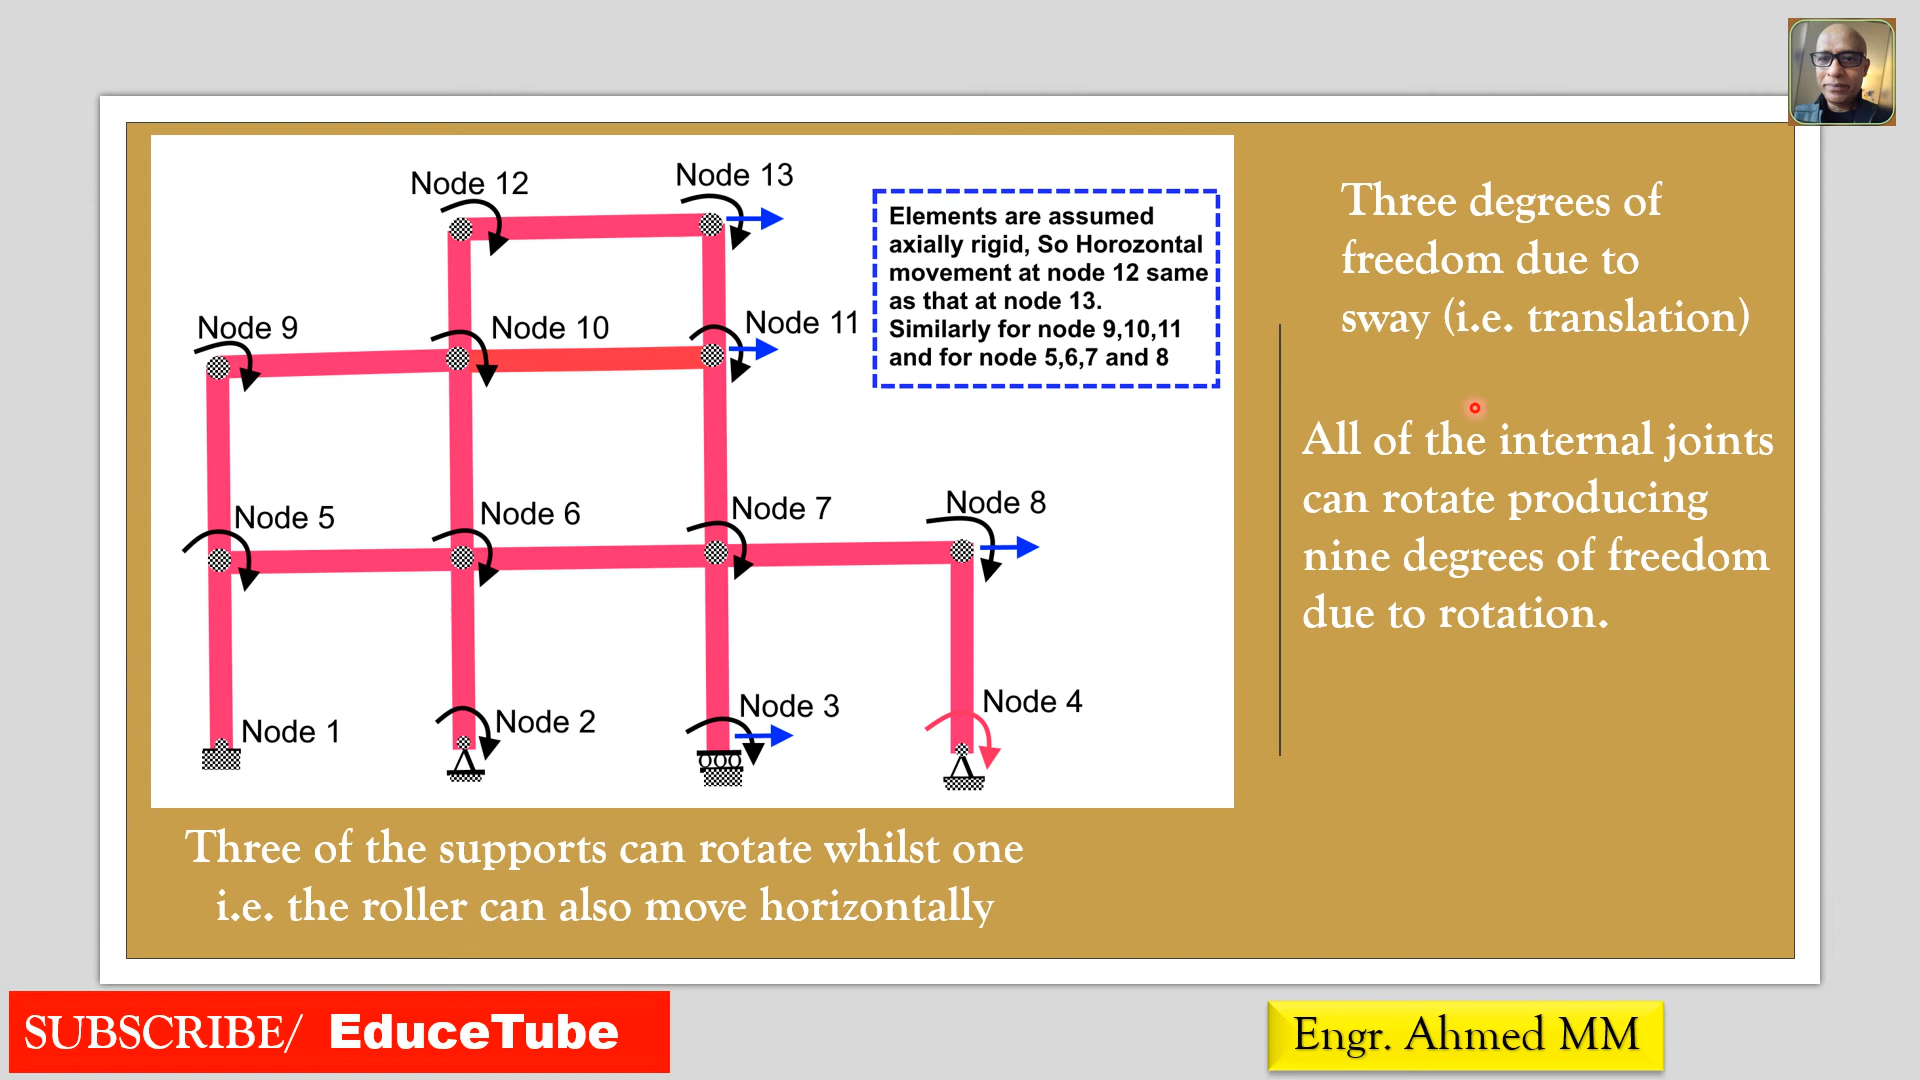 Node 12
Node 13
Elements are assumed
axially rigid, So Horozontal
movement at node 12 same
as that at node 13.
Similarly for node 9,10,11
and for node 5,6,7 and 8
Node 9
Node 10
Node 11
Node 5
Node 6
Node 7
Node 8
Node 1
Node 2
Node 3
Node 4
Three degrees of
freedom due to
sway (i.e. translation)
All of the internal joints
can rotate producing
nine degrees of freedom
due to rotation.
Three of the supports can rotate whilst one
i.e. the roller can also move horizontally
SUBSCRIBE/ EduceTube
Engr. Ahmed MM